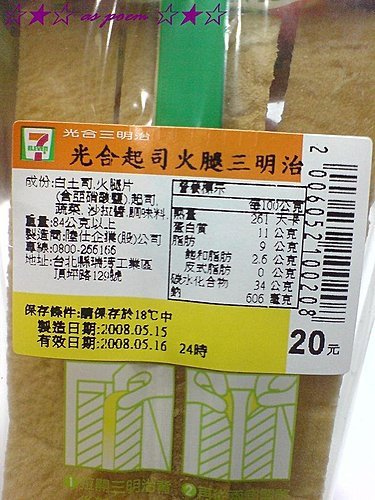 ☆★☆ as poem ☆★☆
7
ELEVEN
光合三明治
光合起司火腿三明治
成份:白土司.火腿片
(含亞硝酸鹽).起司.
蔬菜.沙拉醬.調味料.
重量:84公克以上
製造商:聯仕企業(股)公司
專線:0800-266166
地址:台北縣瑞芳工業區
頂坪路129號
營養標示
每100公克
熱量 261 大卡
蛋白質 11 公克
脂肪 9 公克
飽和脂肪 2.6 公克
反式脂肪 0 公克
碳水化合物 34 公克
鈉 606 毫克
保存條件:請保存於18℃中
製造日期:2008.05.15
有效日期:2008.05.16 24時
20元
1 三明治
2